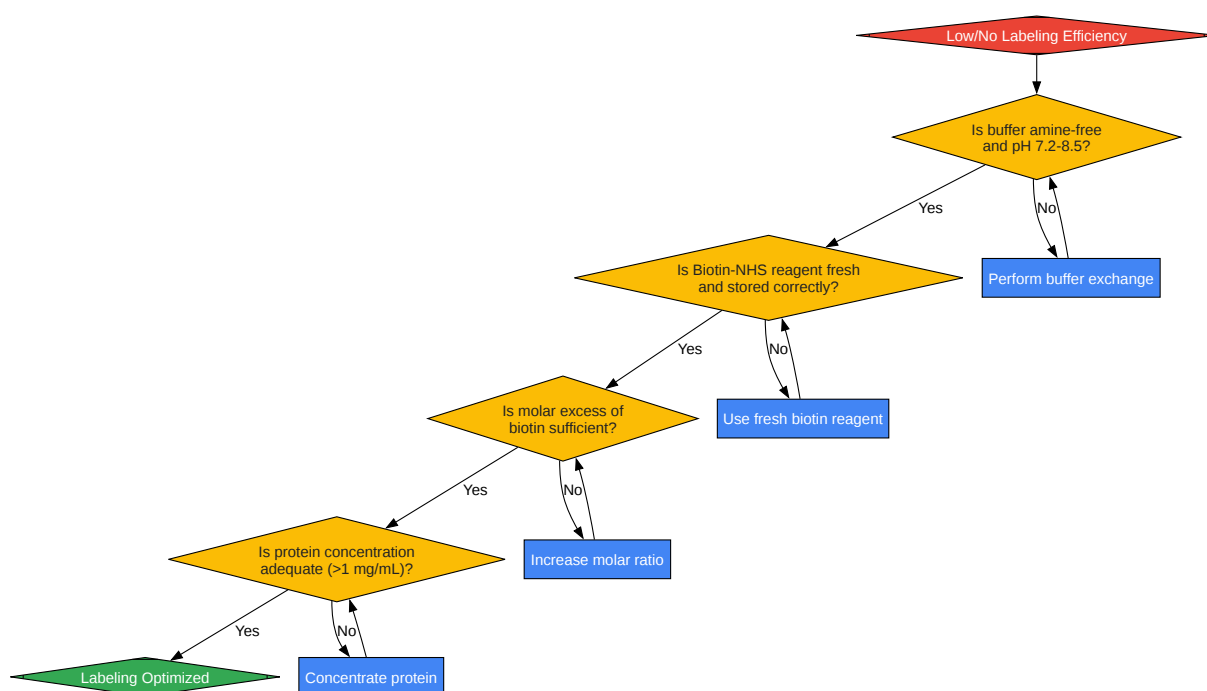 Low/No Labeling Efficiency
Is buffer amine-free
and pH 7.2-8.5?
Yes
No
Is Biotin-NHS reagent fresh
and stored correctly?
Perform buffer exchange
Yes
No
Is molar excess of
biotin sufficient?
Use fresh biotin reagent
Yes
No
Is protein concentration
adequate (>1 mg/mL)?
Increase molar ratio
Yes
No
Labeling Optimized
Concentrate protein